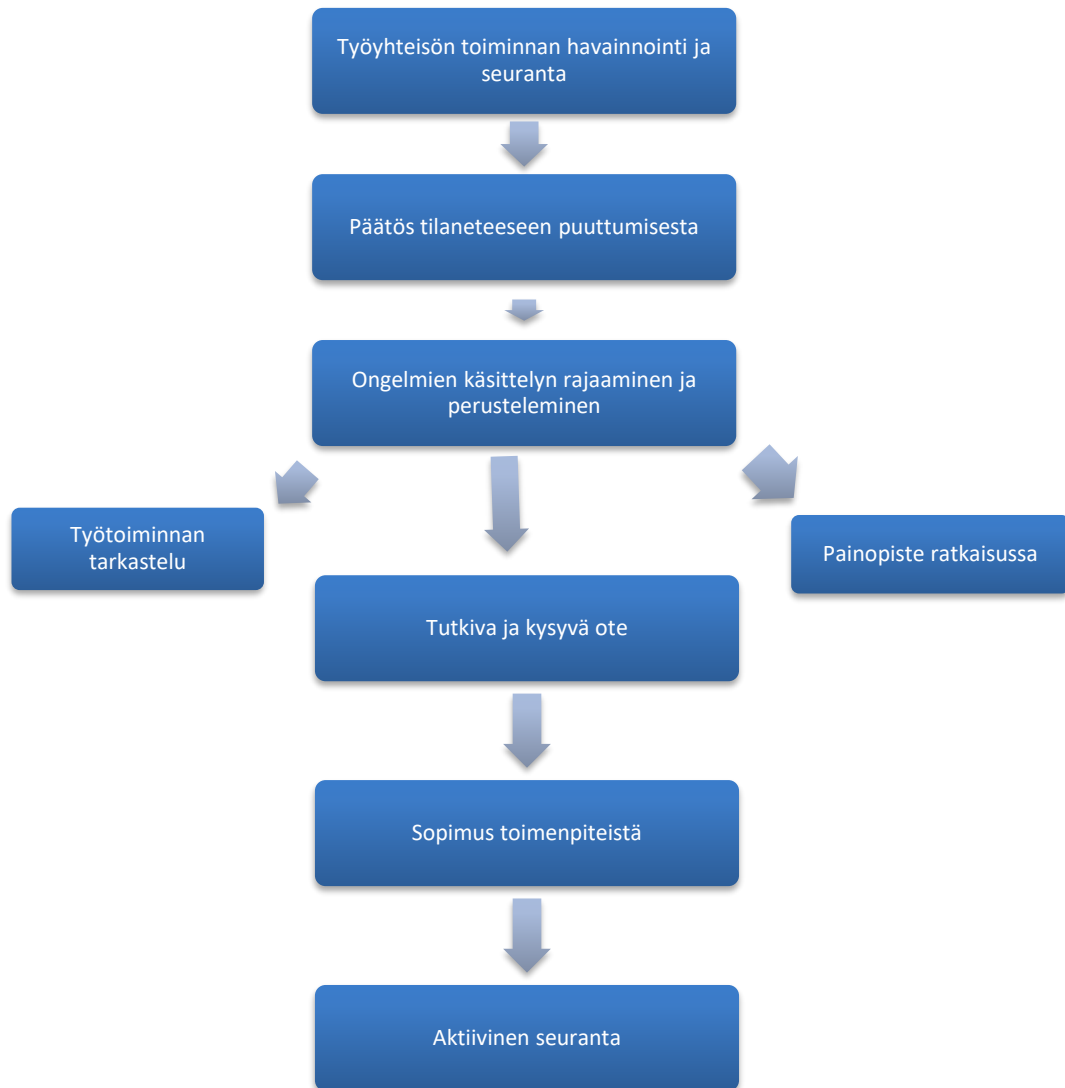 Työyhteisön toiminnan havainnointi ja
seuranta
Päätös tilaneteeseen puuttumisesta
Ongelmien käsittelyn rajaaminen ja
perusteleminen
Työtoiminnan
tarkastelu
Painopiste ratkaisussa
Tutkiva ja kysyvä ote
Sopimus toimenpiteistä
Aktiivinen seuranta